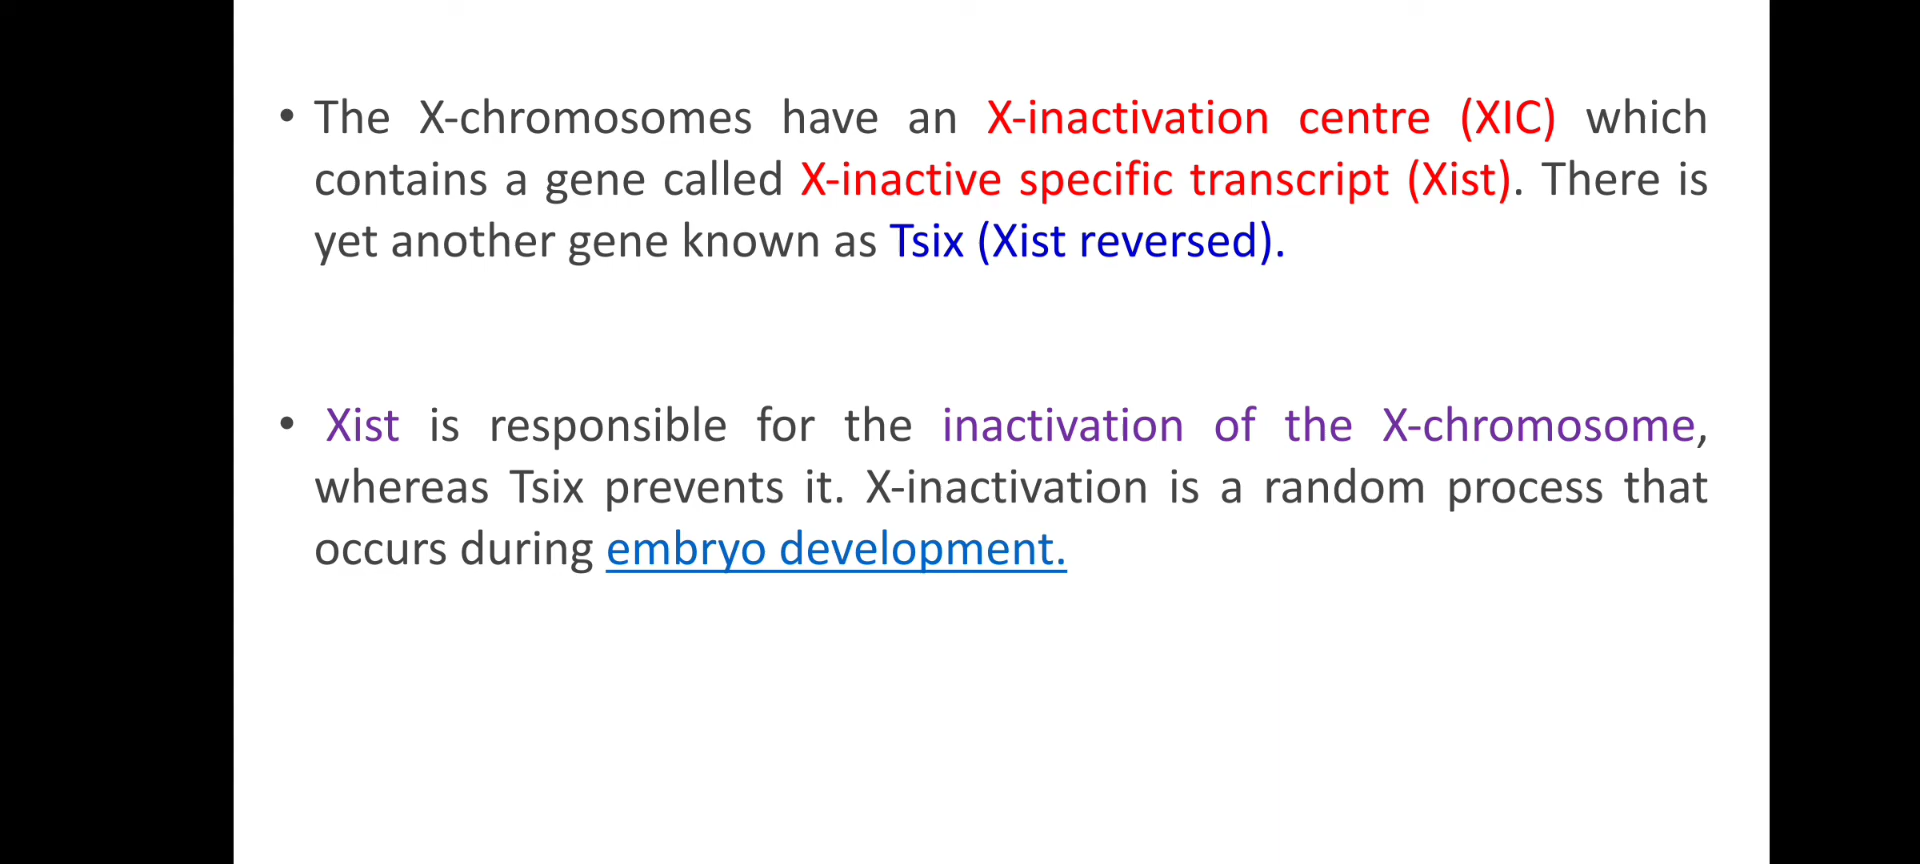 • The X-chromosomes have an X-inactivation centre (XIC) which
contains a gene called X-inactive specific transcript (Xist). There is
yet another gene known as Tsix (Xist reversed).
• Xist is responsible for the inactivation of the X-chromosome,
whereas Tsix prevents it. X-inactivation is a random process that
occurs during embryo development.